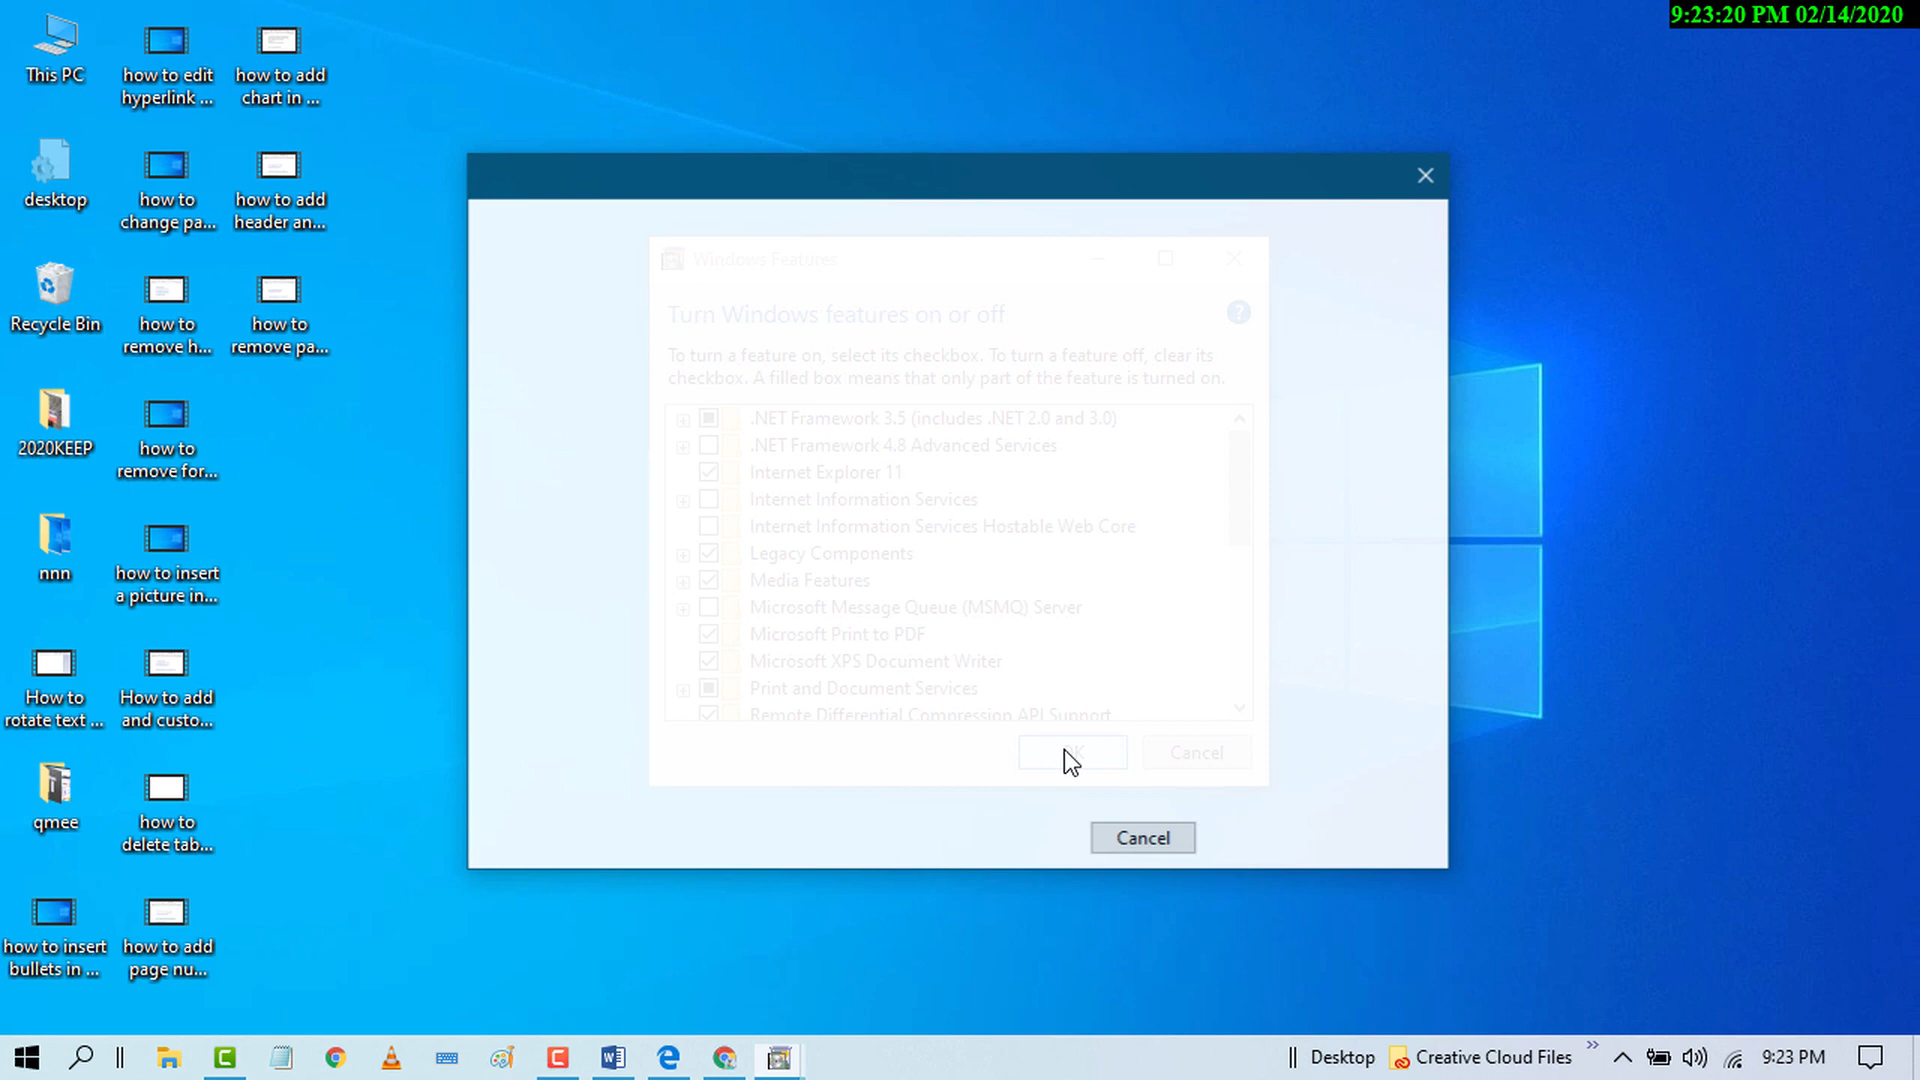 9:23:20 PM 02/14/2020
This PC
how to edit
hyperlink ...
how to add
chart in ...
desktop
how to
change pa...
how to add
header an...
Recycle Bin
how to
remove h...
how to
remove pa...
2020KEEP
how to
remove for...
nnn
how to insert
a picture in...
How to
rotate text ...
How to add
and custo...
qmee
how to
delete tab...
how to insert
bullets in ...
how to add
page nu...
Windows Features
Turn Windows features on or off
To turn a feature on, select its checkbox. To turn a feature off, clear its
checkbox. A filled box means that only part of the feature is turned on.
.NET Framework 3.5 (includes .NET 2.0 and 3.0)
.NET Framework 4.8 Advanced Services
Internet Explorer 11
Internet Information Services
Internet Information Services Hostable Web Core
Legacy Components
Media Features
Microsoft Message Queue (MSMQ) Server
Microsoft Print to PDF
Microsoft XPS Document Writer
Print and Document Services
Remote Differential Compression API Support
OK
Cancel
Cancel
Desktop
Creative Cloud Files
9:23 PM